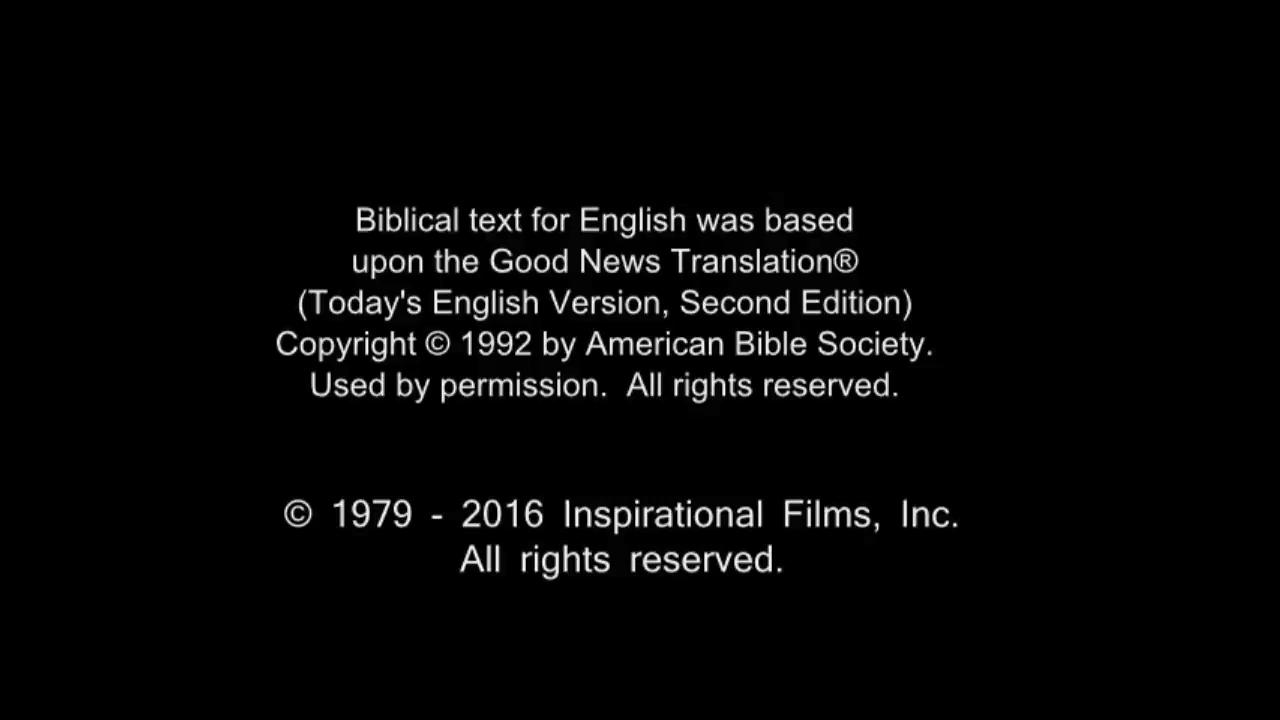 Biblical text for English was based
upon the Good News Translation®
(Today's English Version, Second Edition)
Copyright © 1992 by American Bible Society.
Used by permission.  All rights reserved.
© 1979 - 2016 Inspirational Films, Inc.
All rights reserved.